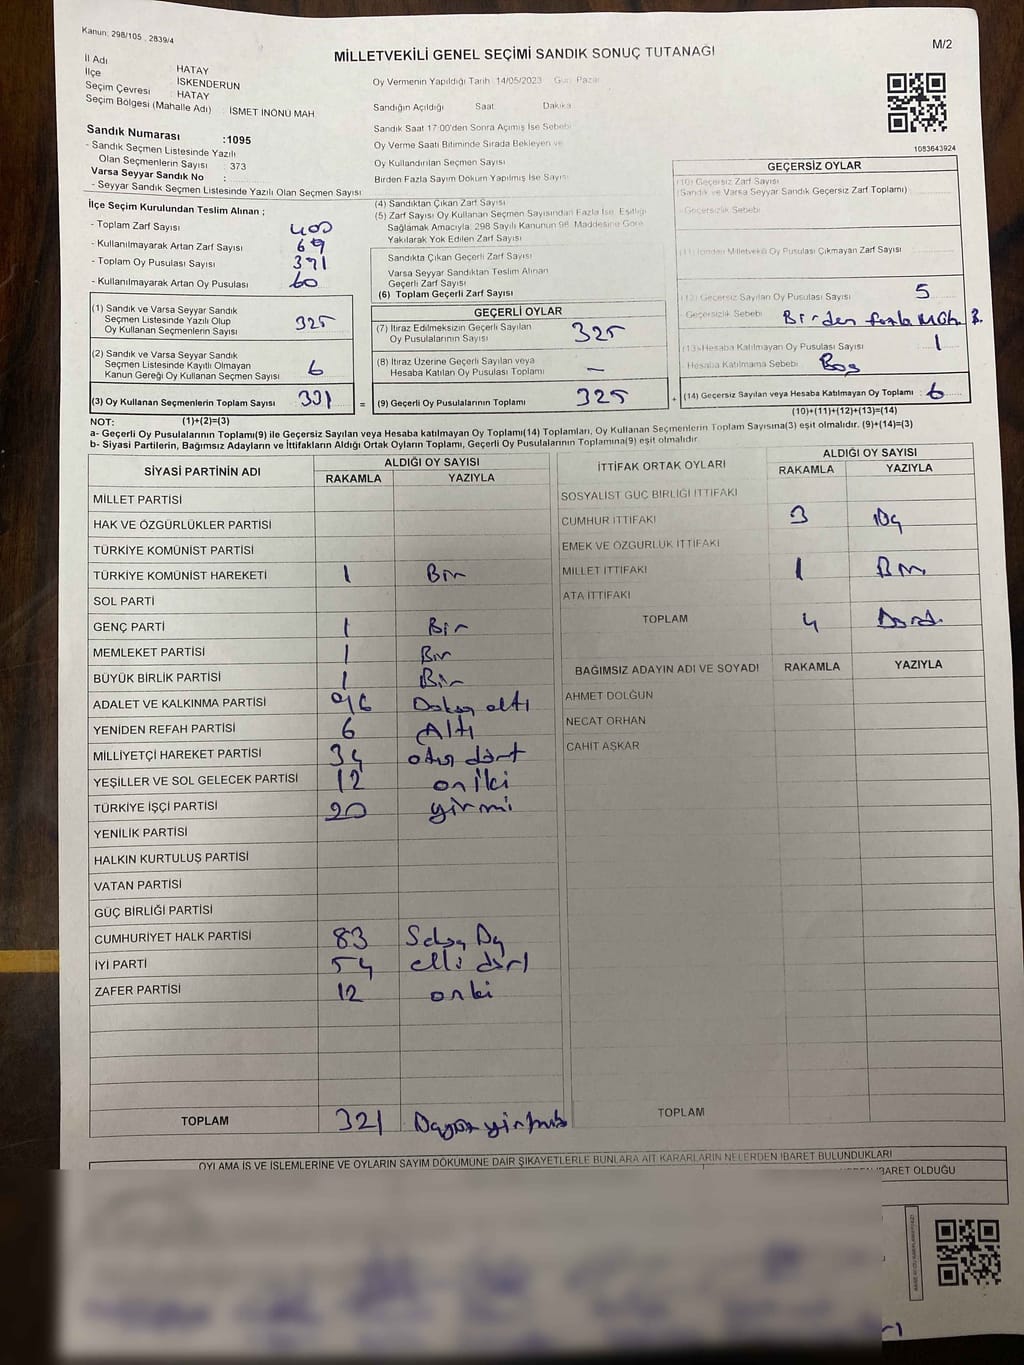 Kanun: 298/105 , 2839/4
MİLLETVEKİLİ GENEL SEÇİMİ SANDIK SONUÇ TUTANAĞI
M/2
İl Adı HATAY
İlçe İSKENDERUN
Seçim Çevresi : HATAY
Seçim Bölgesi (Mahalle Adı) : İSMET İNÖNÜ MAH
Sandık Numarası :1095
- Sandık Seçmen Listesinde Yazılı
Olan Seçmenlerin Sayısı : 373
Varsa Seyyar Sandık No :
- Seyyar Sandık Seçmen Listesinde Yazılı Olan Seçmen Sayısı
İlçe Seçim Kurulundan Teslim Alınan ;
- Toplam Zarf Sayısı 400
- Kullanılmayarak Artan Zarf Sayısı 69
- Toplam Oy Pusulası Sayısı 391
- Kullanılmayarak Artan Oy Pusulası 60
(1) Sandık ve Varsa Seyyar Sandık
Seçmen Listesinde Yazılı Olup
Oy Kullanan Seçmenlerin Sayısı 325
(2) Sandık ve Varsa Seyyar Sandık
Seçmen Listesinde Kayıtlı Olmayan
Kanun Gereği Oy Kullanan Seçmen Sayısı 6
(3) Oy Kullanan Seçmenlerin Toplam Sayısı 331 =
(1)+(2)=(3)
Oy Vermenin Yapıldığı Tarih 14/05/2023 Gün Pazar
Sandığın Açıldığı Saat Dakika
Sandık Saat 17:00'den Sonra Açımış İse Sebebi
Oy Verme Saati Bitiminde Sırada Bekleyen ve
Oy Kullandırılan Seçmen Sayısı
Birden Fazla Sayım Döküm Yapılmış İse Sayısı
(4) Sandıktan Çıkan Zarf Sayısı
(5) Zarf Sayısı Oy Kullanan Seçmen Sayısından Fazla İse, Eşitliği
Sağlamak Amacıyla, 298 Sayılı Kanunun 98. Maddesine Göre
Yakılarak Yok Edilen Zarf Sayısı
Sandıkta Çıkan Geçerli Zarf Sayısı
Varsa Seyyar Sandıktan Teslim Alınan
Geçerli Zarf Sayısı
(6) Toplam Geçerli Zarf Sayısı
GEÇERLİ OYLAR
(7) İtiraz Edilmeksizin Geçerli Sayılan
Oy Pusulalarının Sayısı 325
(8) İtiraz Üzerine Geçerli Sayılan veya
Hesaba Katılan Oy Pusulası Toplamı –
(9) Geçerli Oy Pusulalarının Toplamı 325 +
1083643924
GEÇERSİZ OYLAR
(10) Geçersiz Zarf Sayısı
(Sandık ve Varsa Seyyar Sandık Geçersiz Zarf Toplamı)
- Geçersizlik Sebebi
Milletvekili Oy Pusulası Çıkmayan Zarf Sayısı
(12) Geçersiz Sayılan Oy Pusulası Sayısı 5
Geçersizlik Sebebi Birden fazla Müh. B.
(13) Hesaba Katılmayan Oy Pusulası Sayısı 1
Hesaba Katılmama Sebebi Boş
(14) Geçersiz Sayılan veya Hesaba Katılmayan Oy Toplamı : 6
(10)+(11)+(12)+(13)=(14)
NOT:
a- Geçerli Oy Pusulalarının Toplamı(9) ile Geçersiz Sayılan veya Hesaba katılmayan Oy Toplamı(14) Toplamları, Oy Kullanan Seçmenlerin Toplam Sayısına(3) eşit olmalıdır. (9)+(14)=(3)
b- Siyasi Partilerin, Bağımsız Adayların ve İttifakların Aldığı Ortak Oyların Toplamı, Geçerli Oy Pusulalarının Toplamına(9) eşit olmalıdır.
SİYASİ PARTİNİN ADI
ALDIĞI OY SAYISI
RAKAMLA YAZIYLA
MİLLET PARTİSİ
HAK VE ÖZGÜRLÜKLER PARTİSİ
TÜRKİYE KOMÜNİST PARTİSİ
TÜRKİYE KOMÜNİST HAREKETİ 1 Bir
SOL PARTİ
GENÇ PARTİ 1 Bir
MEMLEKET PARTİSİ 1 Bir
BÜYÜK BİRLİK PARTİSİ 1 Bir
ADALET VE KALKINMA PARTİSİ 96 Doksan altı
YENİDEN REFAH PARTİSİ 6 Altı
MİLLİYETÇİ HAREKET PARTİSİ 34 otuz dört
YEŞİLLER VE SOL GELECEK PARTİSİ 12 on iki
TÜRKİYE İŞÇİ PARTİSİ 20 yirmi
YENİLİK PARTİSİ
HALKIN KURTULUŞ PARTİSİ
VATAN PARTİSİ
GÜÇ BİRLİĞİ PARTİSİ
CUMHURİYET HALK PARTİSİ 83 Seksen Üç
İYİ PARTİ 54 elli dört
ZAFER PARTİSİ 12 oniki
TOPLAM 321
İTTİFAK ORTAK OYLARI
ALDIĞI OY SAYISI
RAKAMLA YAZIYLA
SOSYALİST GÜÇ BİRLİĞİ İTTİFAKI
CUMHUR İTTİFAKI 3 Üç
EMEK VE ÖZGÜRLÜK İTTİFAKI
MİLLET İTTİFAKI 1 Bir
ATA İTTİFAKI
TOPLAM 4 Dört
BAĞIMSIZ ADAYIN ADI VE SOYADI RAKAMLA YAZIYLA
AHMET DOLĞUN
NECAT ORHAN
CAHİT AŞKAR
TOPLAM
OYLAMA İŞ VE İŞLEMLERİNE VE OYLARIN SAYIM DÖKÜMÜNE DAİR ŞİKAYETLERLE BUNLARA AİT KARARLARIN NELERDEN İBARET BULUNDUKLARI
İBARET OLDUĞU